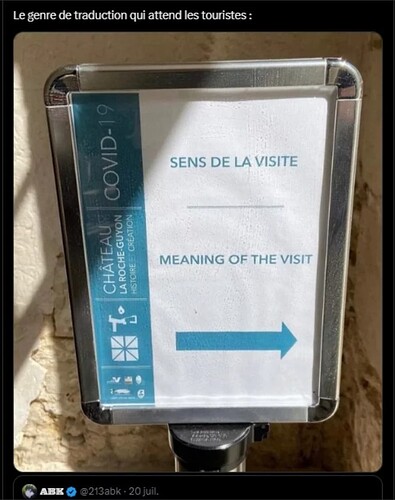 Le genre de traduction qui attend les touristes :
COVID-19
CHÂTEAU
LA ROCHE-GUYON
HISTOIRE ET CRÉATION
SENS DE LA VISITE
MEANING OF THE VISIT
ABK @213abk · 20 juil.